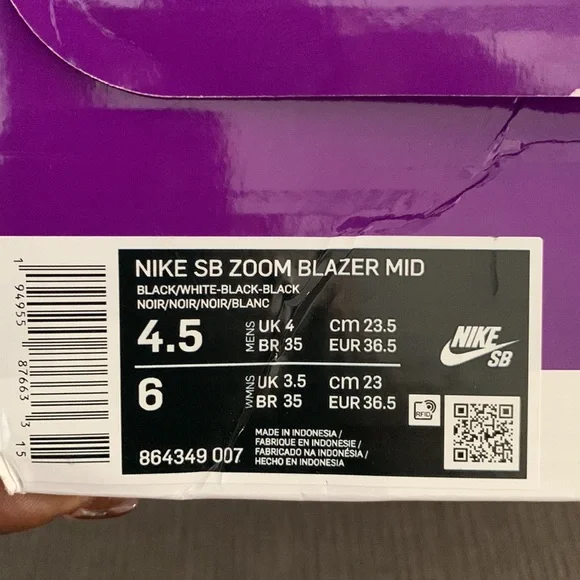 NIKE SB ZOOM BLAZER MID
BLACK/WHITE-BLACK-BLACK
NOIR/NOIR/NOIR/BLANC
4.5 MENS UK 4 cm 23.5
BR 35 EUR 36.5
6 WMNS UK 3.5 cm 23
BR 35 EUR 36.5
NIKE
SB
RFID
864349 007
MADE IN INDONESIA /
FABRIQUE EN INDONESIE /
FABRICADO NA INDONÉSIA /
HECHO EN INDONESIA
1 94955 87663 3 15